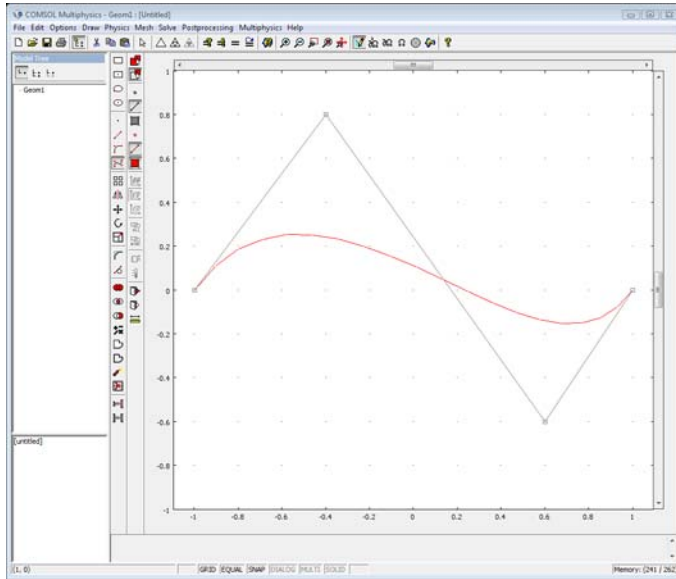 COMSOL Multiphysics - Geom1 : [Untitled]
File Edit Options Draw Physics Mesh Solve Postprocessing Multiphysics Help
Model Tree
Geom1
1
0.8
0.6
0.4
0.2
0
-0.2
-0.4
-0.6
-0.8
-1
-1 -0.8 -0.6 -0.4 -0.2 0 0.2 0.4 0.6 0.8 1
[untitled]
(1, 0)
GRID EQUAL SNAP DIALOG MULTI SOLID
Memory: (241 / 262